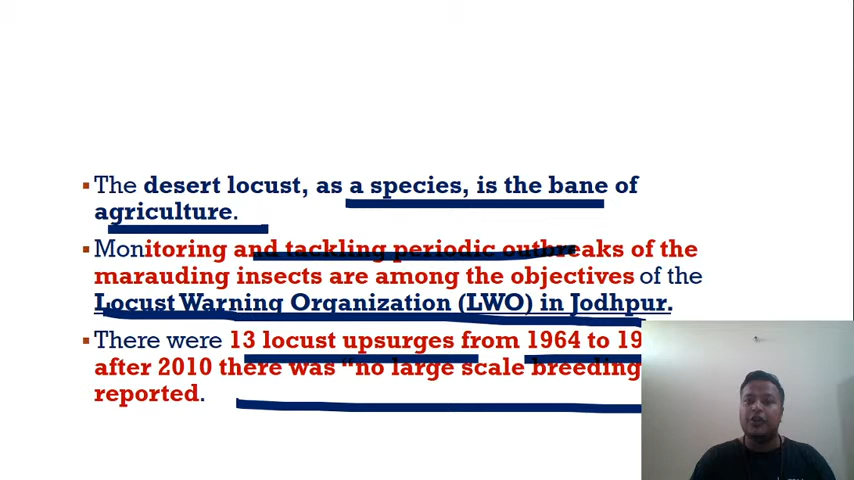 The desert locust, as a species, is the bane of
agriculture.
Monitoring and tackling periodic outbreaks of the
marauding insects are among the objectives of the
Locust Warning Organization (LWO) in Jodhpur.
There were 13 locust upsurges from 1964 to 19
after 2010 there was "no large scale breeding
reported.